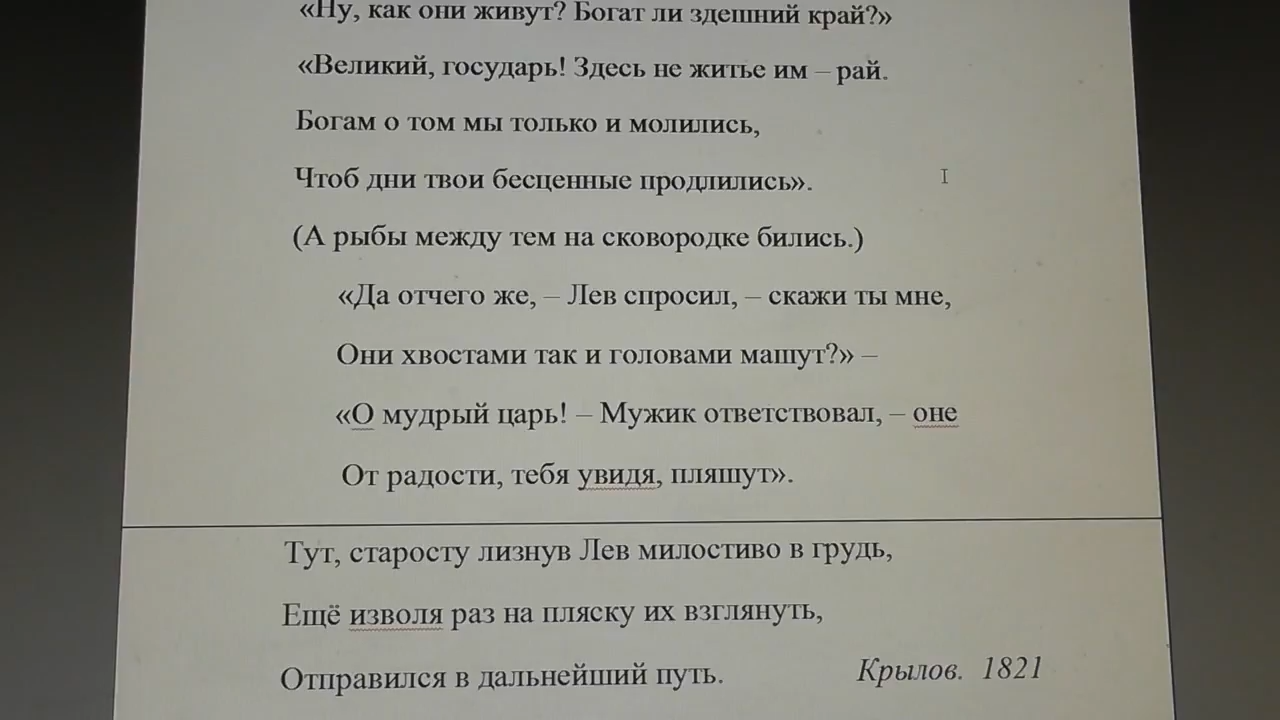 «Ну, как они живут? Богат ли здешний край?»
«Великий, государь! Здесь не житье им – рай.
Богам о том мы только и молились,
Чтоб дни твои бесценные продлились».
(А рыбы между тем на сковородке бились.)
«Да отчего же, – Лев спросил, – скажи ты мне,
Они хвостами так и головами машут?» –
«О мудрый царь! – Мужик ответствовал, – оне
От радости, тебя увидя, пляшут».
Тут, старосту лизнув Лев милостиво в грудь,
Ещё изволя раз на пляску их взглянуть,
Отправился в дальнейший путь. Крылов. 1821